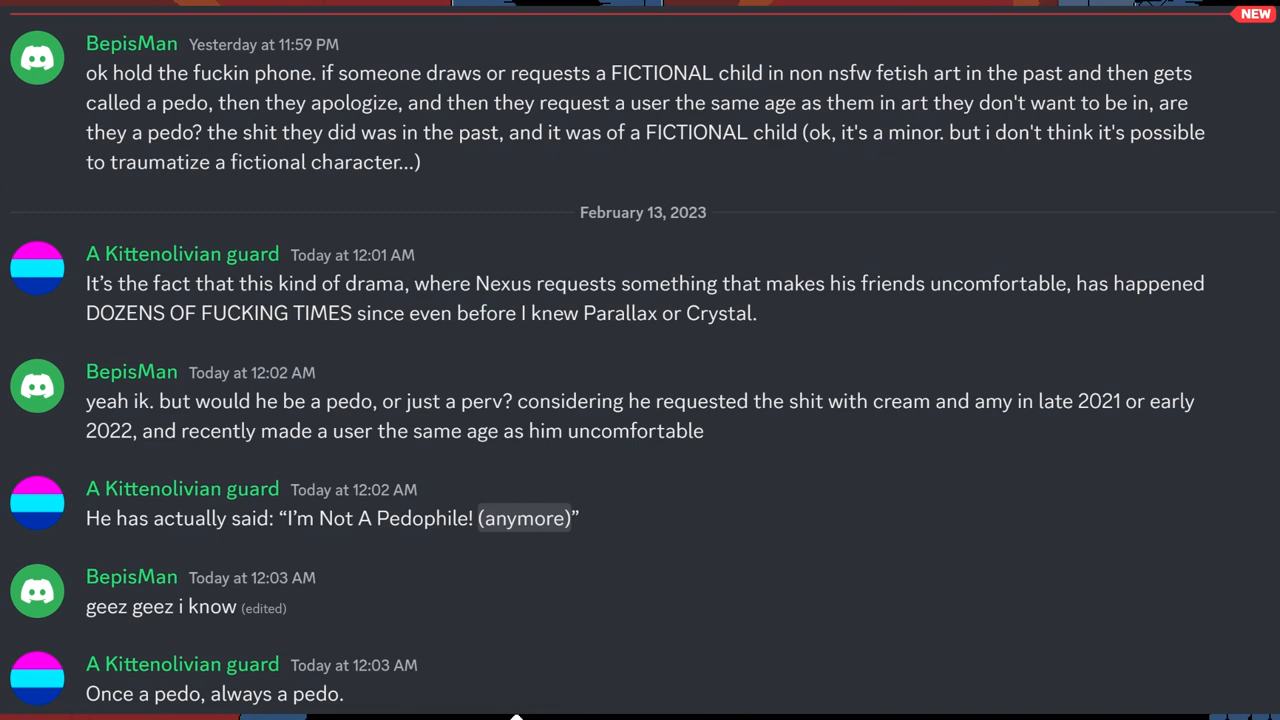 NEW
BepisMan Yesterday at 11:59 PM
ok hold the fuckin phone. if someone draws or requests a FICTIONAL child in non nsfw fetish art in the past and then gets
called a pedo, then they apologize, and then they request a user the same age as them in art they don't want to be in, are
they a pedo? the shit they did was in the past, and it was of a FICTIONAL child (ok, it's a minor. but i don't think it's possible
to traumatize a fictional character...)
February 13, 2023
A Kittenolivian guard Today at 12:01 AM
It’s the fact that this kind of drama, where Nexus requests something that makes his friends uncomfortable, has happened
DOZENS OF FUCKING TIMES since even before I knew Parallax or Crystal.
BepisMan Today at 12:02 AM
yeah ik. but would he be a pedo, or just a perv? considering he requested the shit with cream and amy in late 2021 or early
2022, and recently made a user the same age as him uncomfortable
A Kittenolivian guard Today at 12:02 AM
He has actually said: “I’m Not A Pedophile! (anymore)”
BepisMan Today at 12:03 AM
geez geez i know (edited)
A Kittenolivian guard Today at 12:03 AM
Once a pedo, always a pedo.